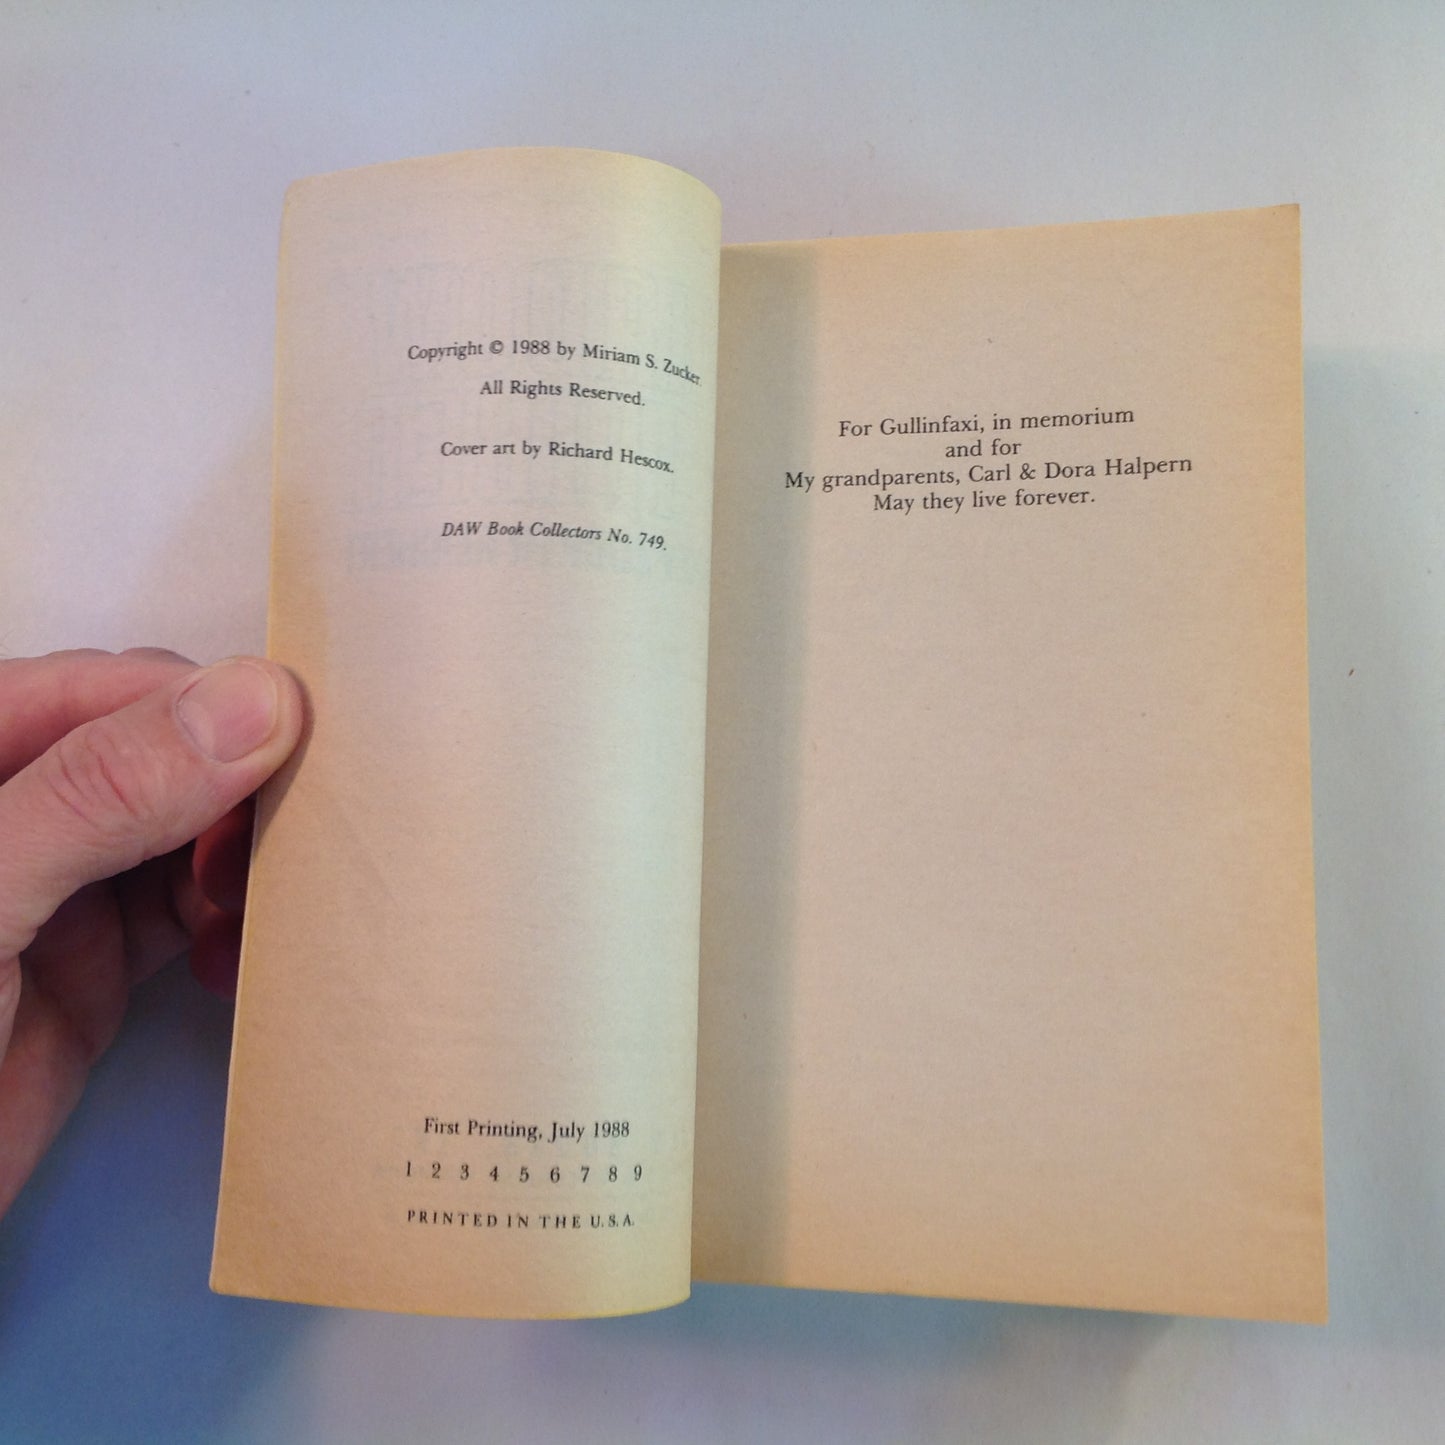 Copyright © 1988 by Miriam S. Zucker.
All Rights Reserved.
Cover art by Richard Hescox.
DAW Book Collectors No. 749.
First Printing, July 1988
1 2 3 4 5 6 7 8 9
PRINTED IN THE U.S.A.
For Gullinfaxi, in memorium
and for
My grandparents, Carl & Dora Halpern
May they live forever.